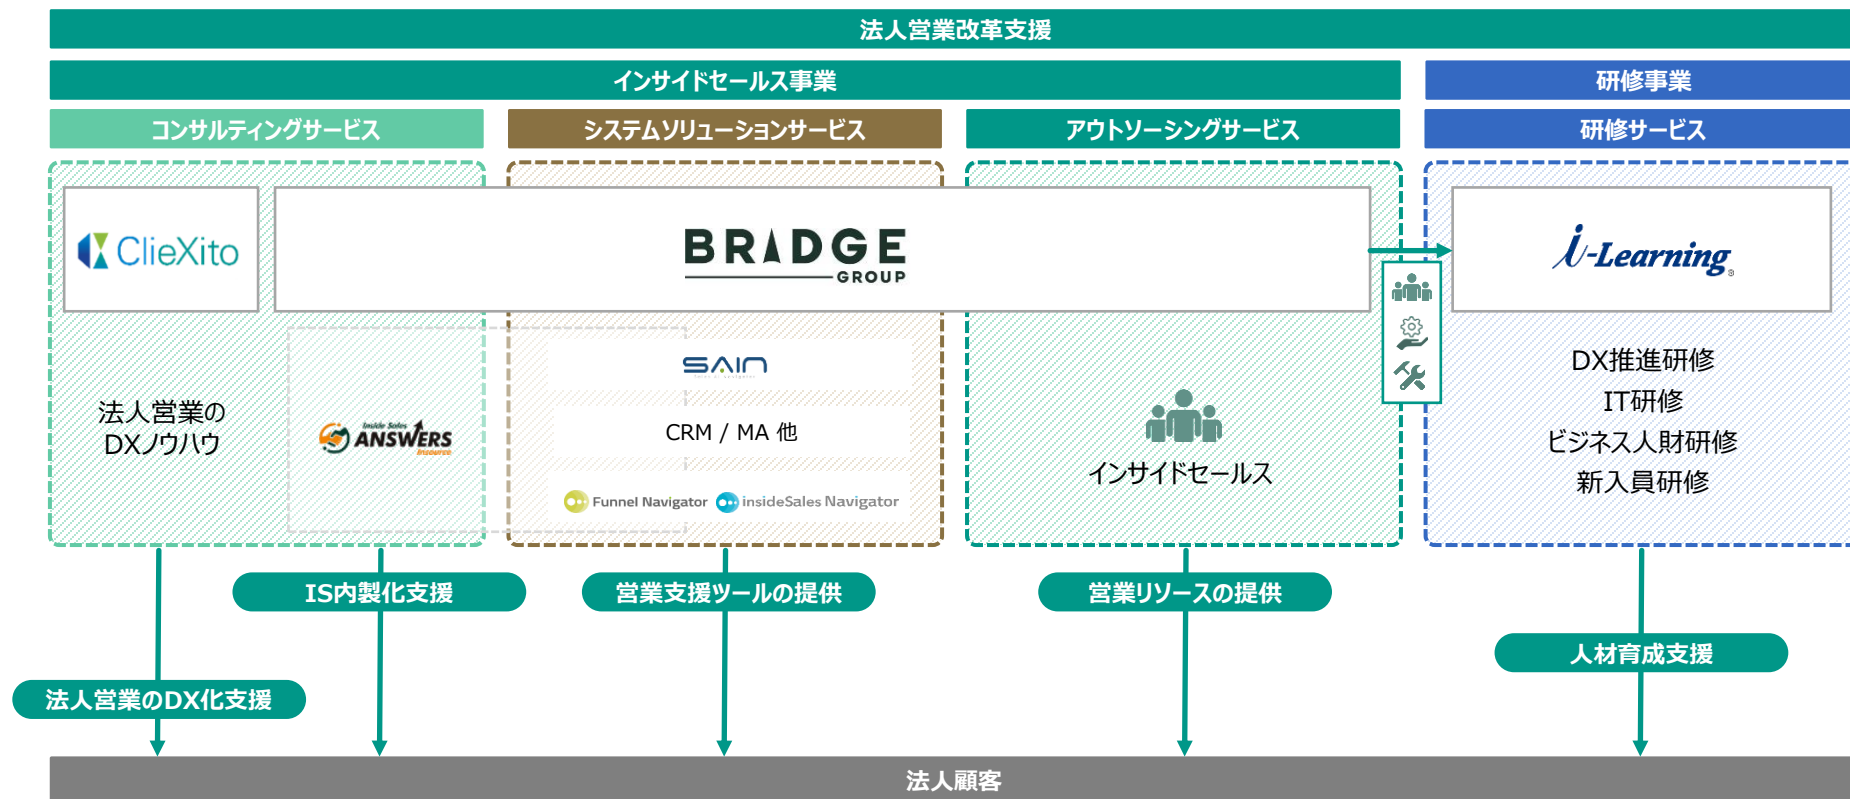 法人営業改革支援
インサイドセールス事業
研修事業
コンサルティングサービス
システムソリューションサービス
アウトソーシングサービス
研修サービス
ClieXito
BRIDGE
GROUP
i-Learning®
法人営業の
DXノウハウ
Inside Sales
ANSWERS
Insource
SAIN
CRM / MA 他
Funnel Navigator
insideSales Navigator
インサイドセールス
DX推進研修
IT研修
ビジネス人財研修
新入員研修
IS内製化支援
営業支援ツールの提供
営業リソースの提供
人材育成支援
法人営業のDX化支援
法人顧客